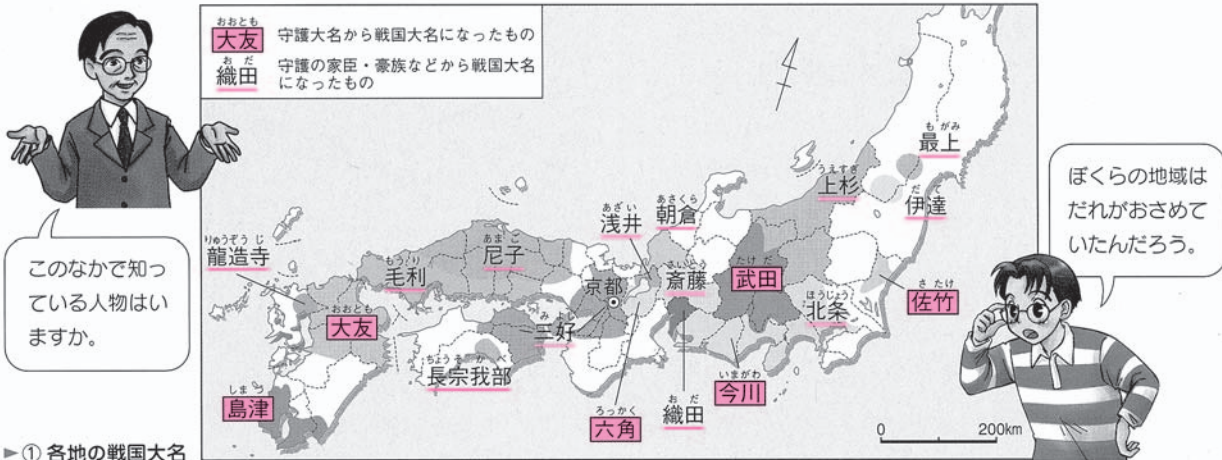 おおとも
大友 守護大名から戦国大名になったもの
おだ
織田 守護の家臣・豪族などから戦国大名
になったもの
このなかで知っ
ている人物はい
ますか。
ぼくらの地域は
だれがおさめて
いたんだろう。
もがみ
最上
うえすぎ
上杉
だて
伊達
あさくら
朝倉
あざい
浅井
りゅうぞうじ
龍造寺
もうり
毛利
あまご
尼子
京都
さいとう
斎藤
たけだ
武田
さたけ
佐竹
ほうじょう
北条
おおとも
大友
みよし
三好
ちょうそかべ
長宗我部
いまがわ
今川
しまづ
島津
ろっかく
六角
おだ
織田
0 200km
►① 各地の戦国大名